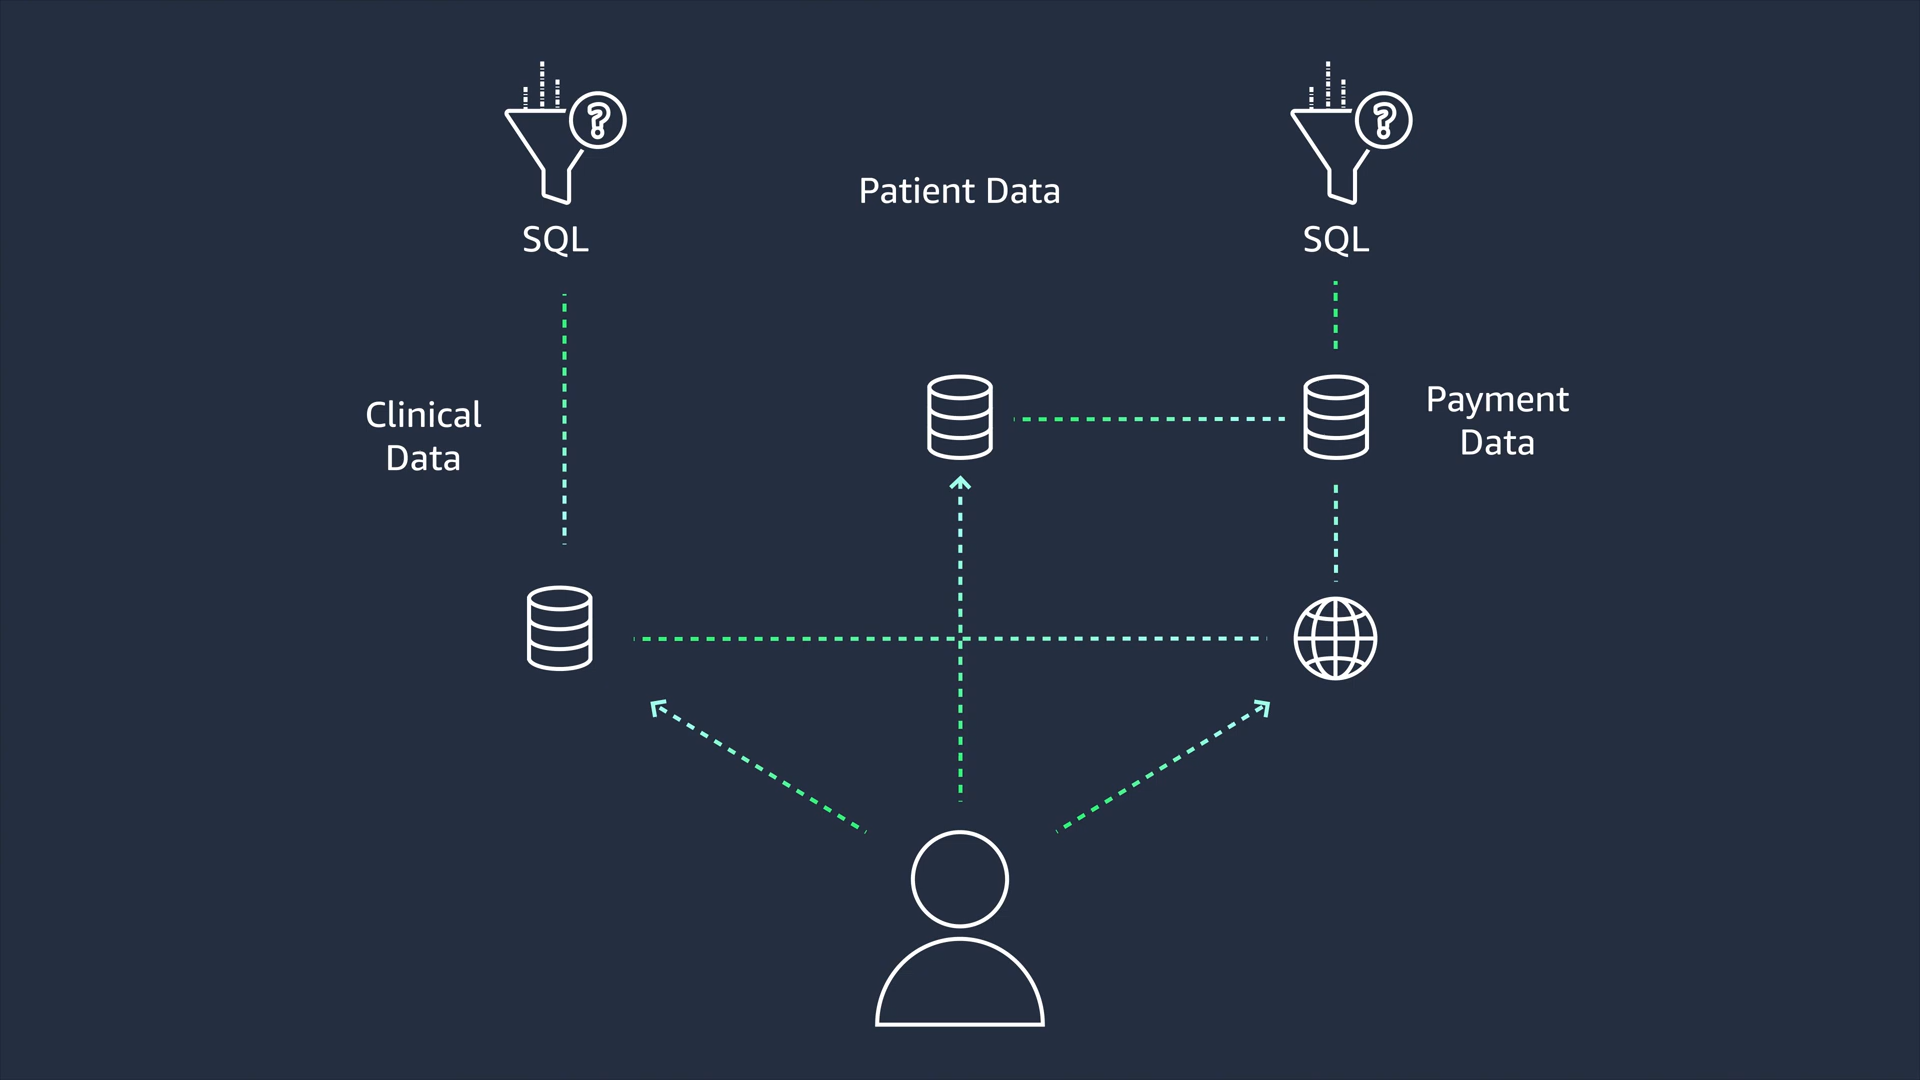 Patient Data
SQL
SQL
Clinical
Data
Payment
Data